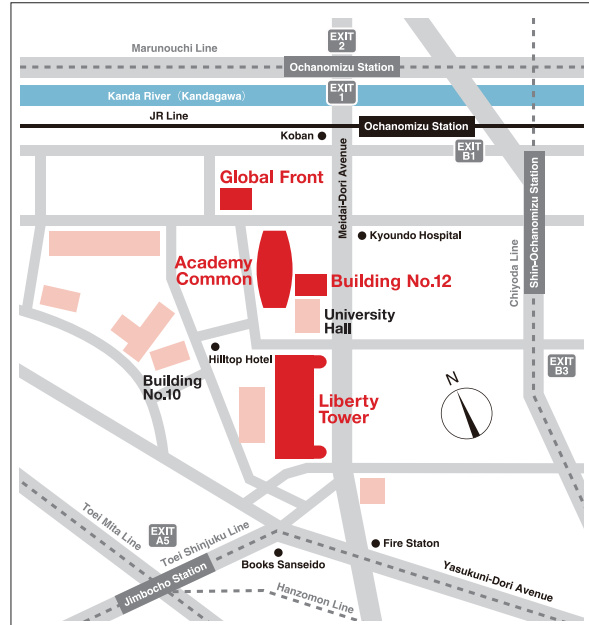 EXIT
2
Marunouchi Line
Ochanomizu Station
Kanda River〈Kandagawa〉
EXIT
1
JR Line
Ochanomizu Station
Koban
EXIT
B1
Meidai-Dori Avenue
Shin-Ochanomizu Station
Chiyoda Line
Global Front
Kyoundo Hospital
Academy
Common
Building No.12
University
Hall
Hilltop Hotel
Building
No.10
EXIT
B3
Liberty
Tower
N
Toei Mita Line
EXIT
A5
Toei Shinjuku Line
Jimbocho Station
Books Sanseido
Fire Staton
Hanzomon Line
Yasukuni-Dori Avenue